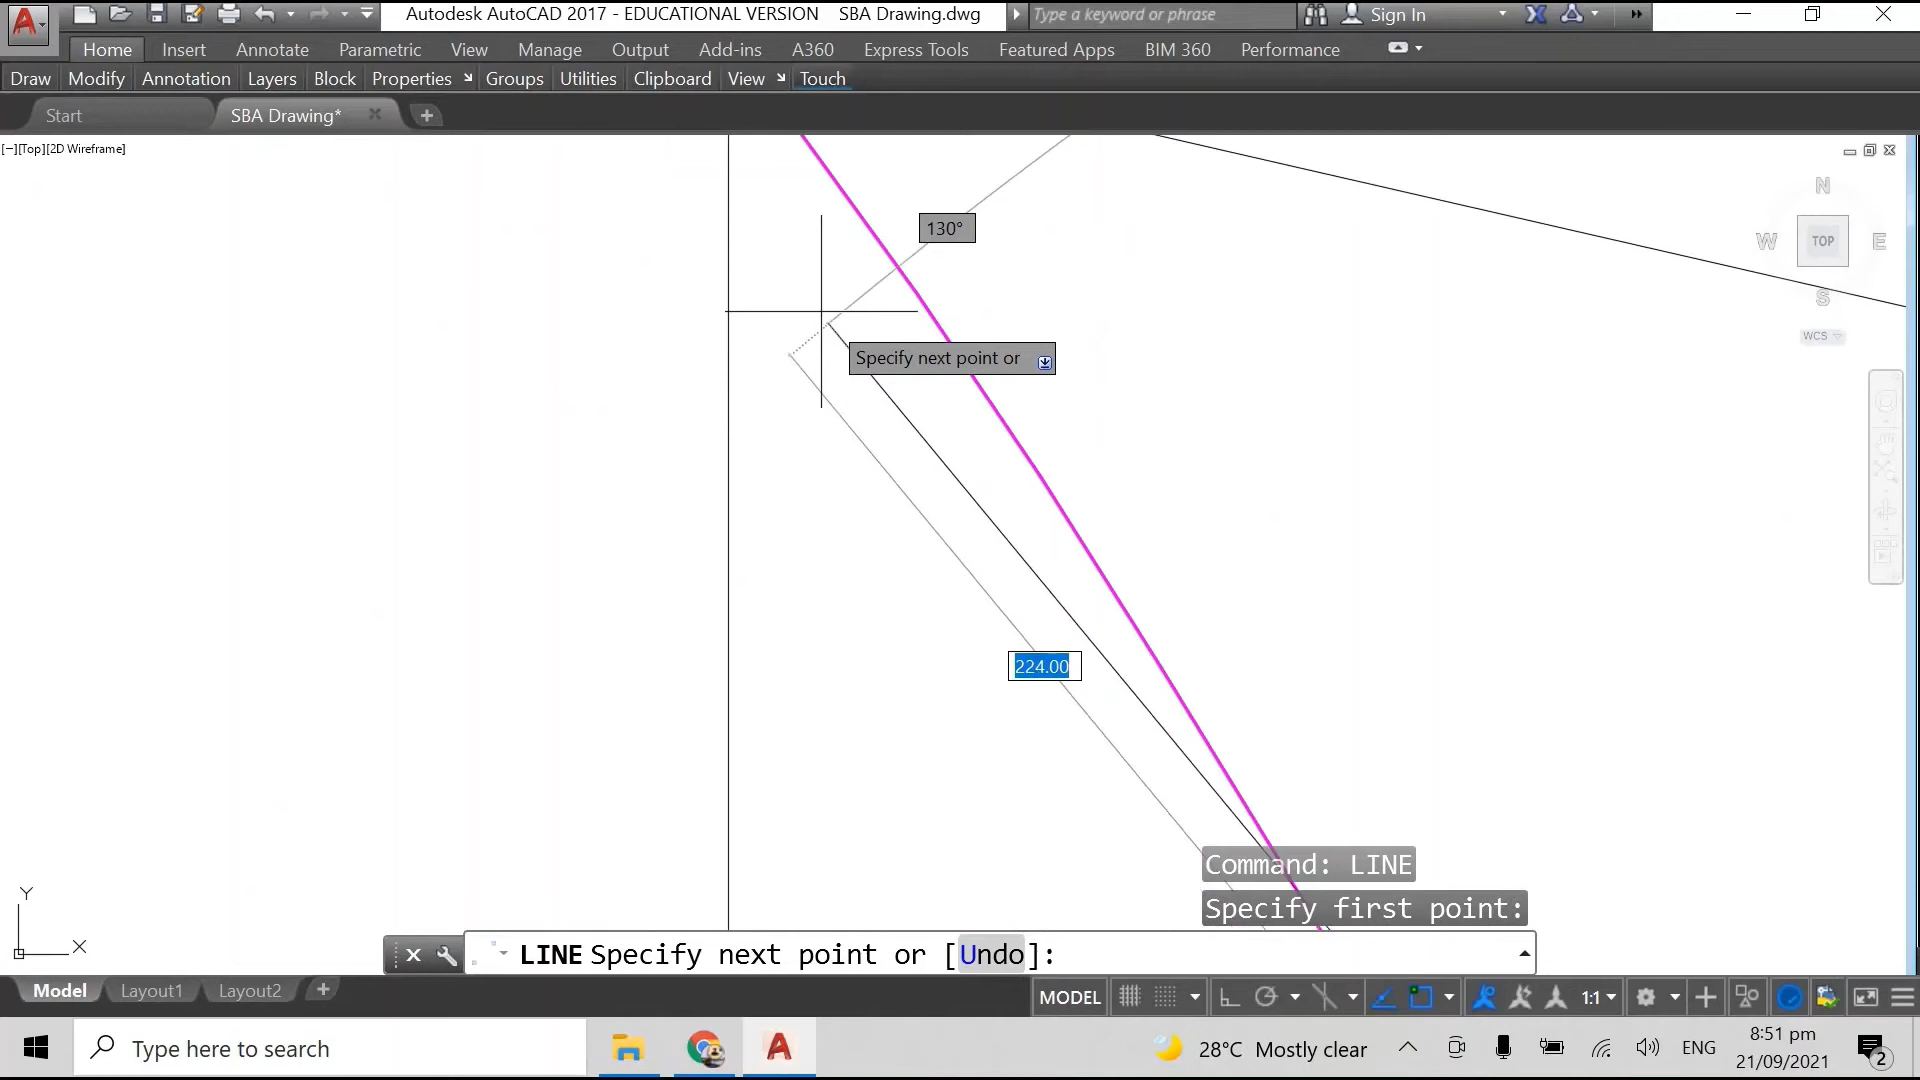 Autodesk AutoCAD 2017 - EDUCATIONAL VERSION SBA Drawing.dwg Type a keyword or phrase Sign In
Home Insert Annotate Parametric View Manage Output Add-ins A360 Express Tools Featured Apps BIM 360 Performance
Draw Modify Annotation Layers Block Properties Groups Utilities Clipboard View Touch
Start SBA Drawing*
[−][Top][2D Wireframe]
N
130°
W TOP E
S
WCS
Specify next point or
224.00
Command: LINE
Specify first point:
Y
X
LINE Specify next point or [Undo]:
Model Layout1 Layout2 MODEL 1:1
Type here to search 28°C Mostly clear ENG 8:51 pm
21/09/2021 2